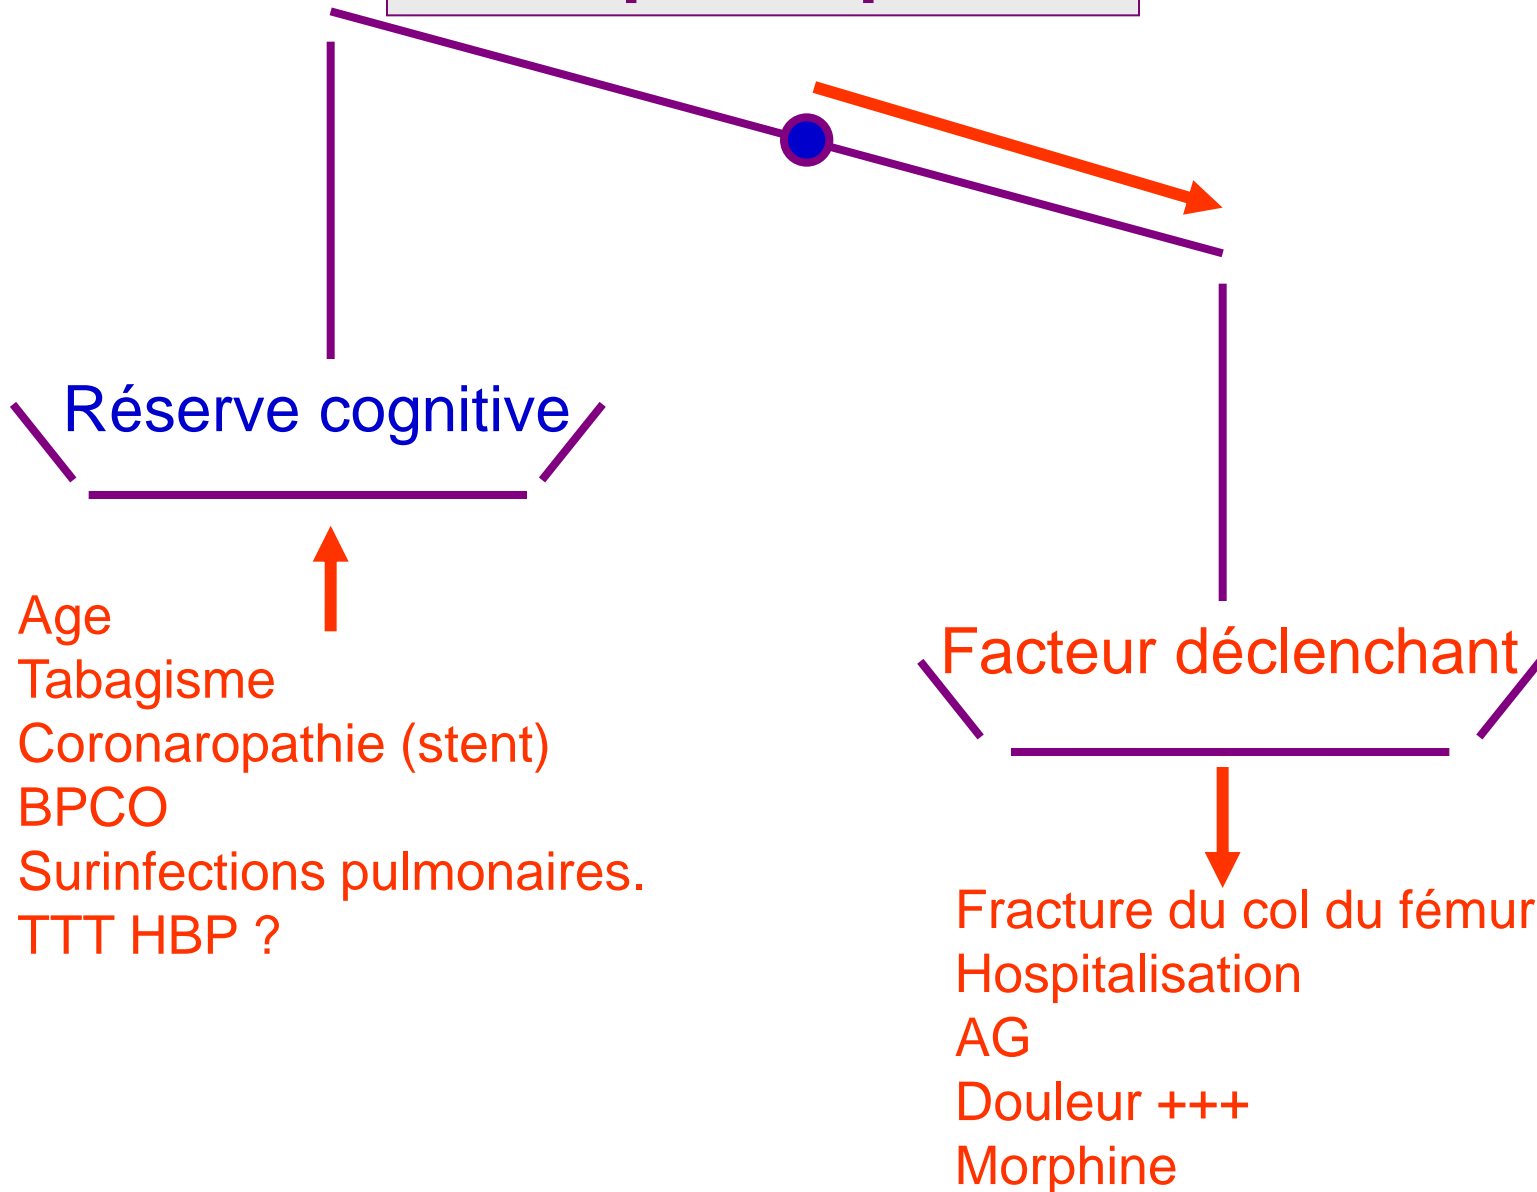 Réserve cognitive
Age
Tabagisme
Coronaropathie (stent)
BPCO
Surinfections pulmonaires.
TTT HBP ?
Facteur déclenchant
Fracture du col du fémur
Hospitalisation
AG
Douleur +++
Morphine